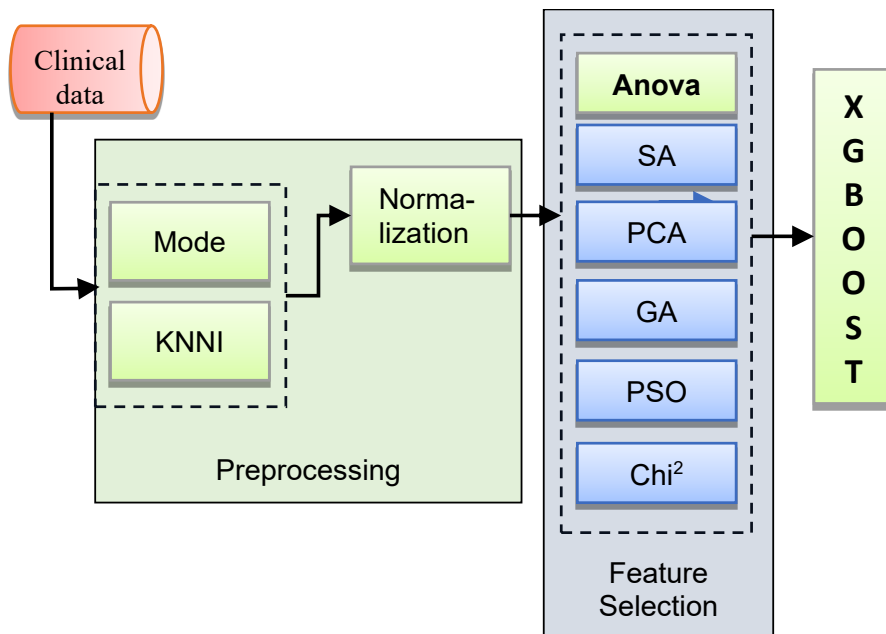 Clinical
data
Mode
KNNI
Norma-
lization
Preprocessing
Anova
SA
PCA
GA
PSO
Chi²
Feature
Selection
X
G
B
O
O
S
T